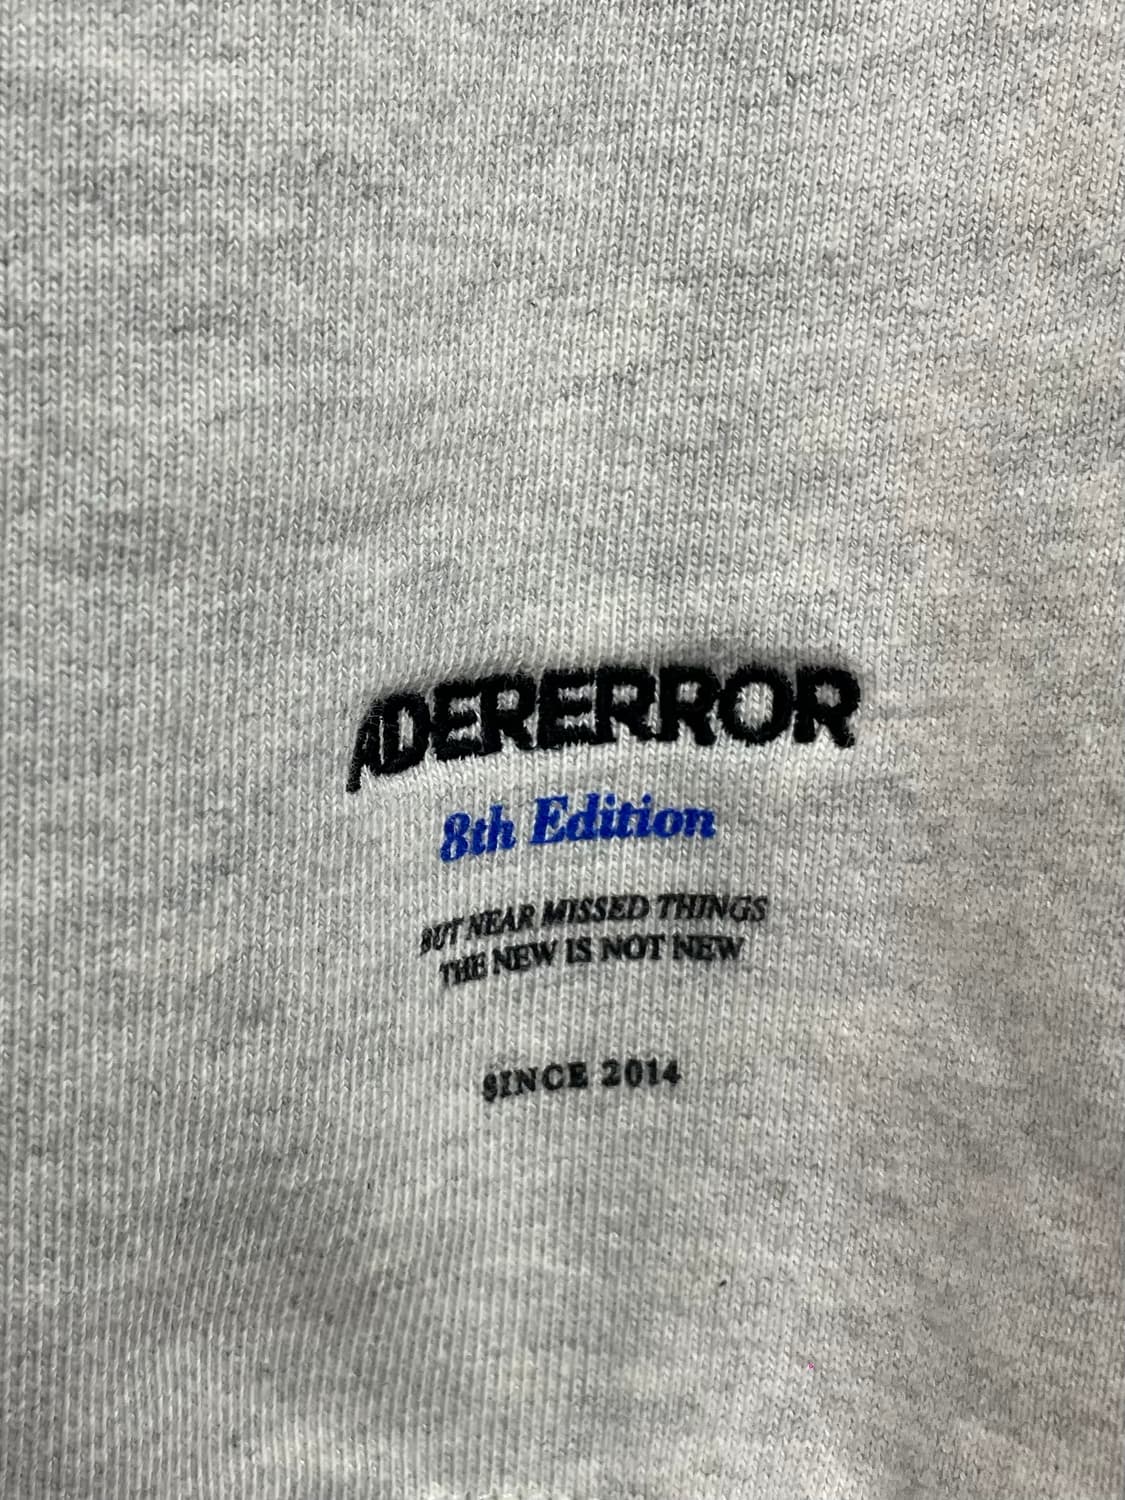 ADERERROR
8th Edition
BUT NEAR MISSED THINGS
THE NEW IS NOT NEW
SINCE 2014